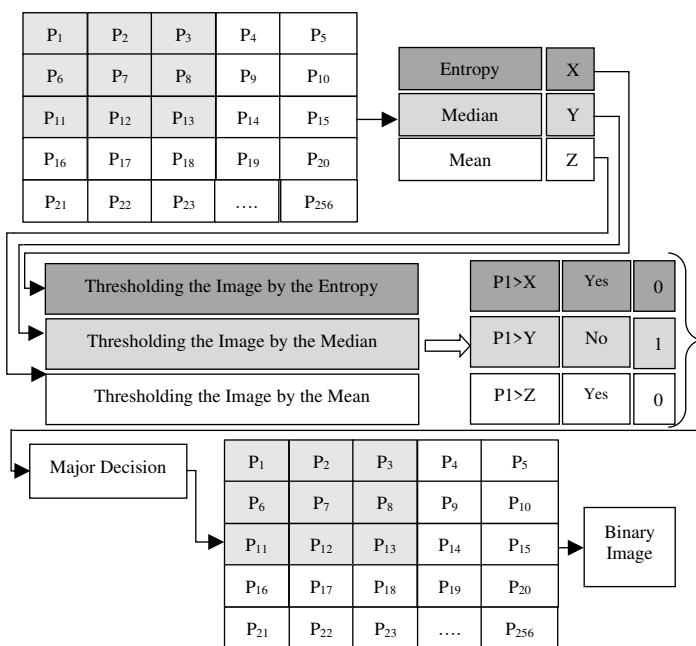 P1 P2 P3 P4 P5
P6 P7 P8 P9 P10
P11 P12 P13 P14 P15
P16 P17 P18 P19 P20
P21 P22 P23 …. P256
Entropy X
Median Y
Mean Z
Thresholding the Image by the Entropy
Thresholding the Image by the Median
Thresholding the Image by the Mean
P1>X Yes 0
P1>Y No 1
P1>Z Yes 0
Major Decision
P1 P2 P3 P4 P5
P6 P7 P8 P9 P10
P11 P12 P13 P14 P15
P16 P17 P18 P19 P20
P21 P22 P23 …. P256
Binary
Image